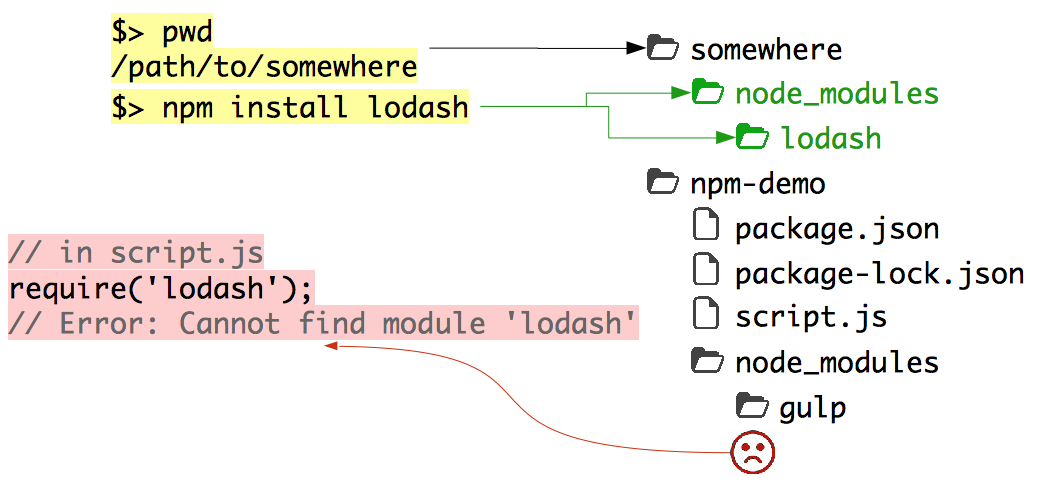 $> pwd
/path/to/somewhere
$> npm install lodash
somewhere
node_modules
lodash
npm-demo
package.json
package-lock.json
script.js
node_modules
gulp
// in script.js
require('lodash');
// Error: Cannot find module 'lodash'